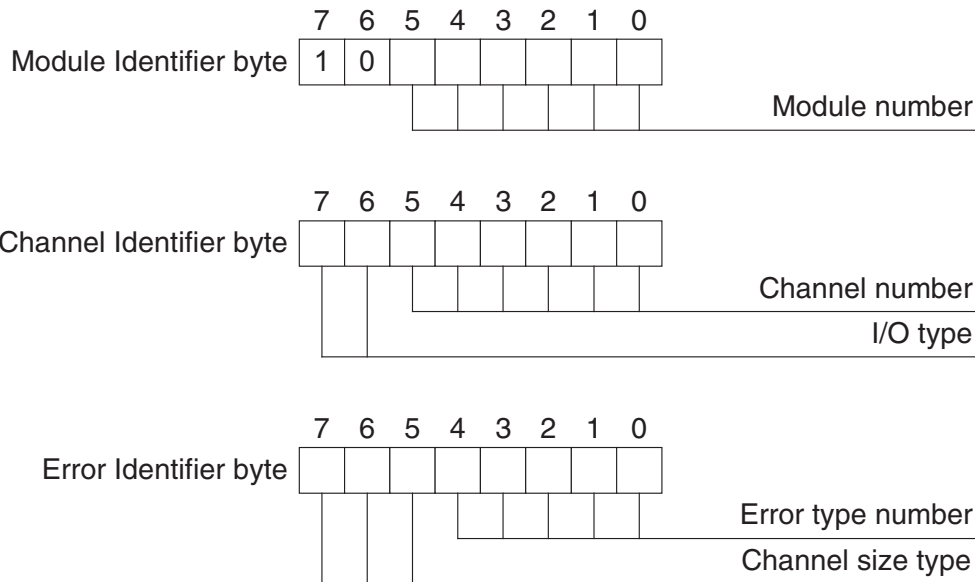 7 6 5 4 3 2 1 0
Module Identifier byte 1 0
Module number
7 6 5 4 3 2 1 0
Channel Identifier byte
Channel number
I/O type
7 6 5 4 3 2 1 0
Error Identifier byte
Error type number
Channel size type